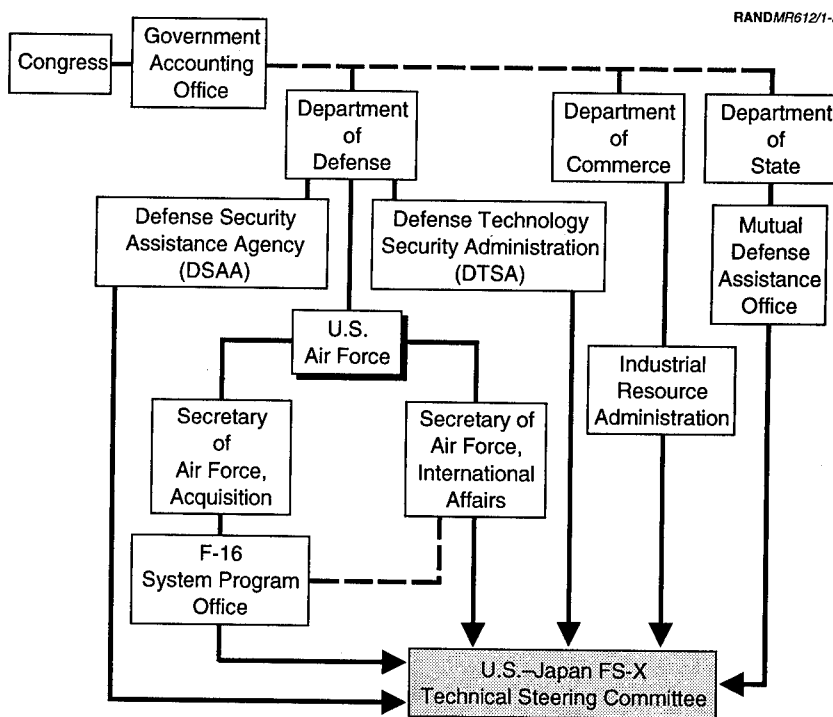 RANDMR612/1-
Congress
Government
Accounting
Office
Department
of
Defense
Department
of
Commerce
Department
of
State
Defense Security
Assistance Agency
(DSAA)
Defense Technology
Security Administration
(DTSA)
Mutual
Defense
Assistance
Office
U.S.
Air Force
Industrial
Resource
Administration
Secretary
of
Air Force,
Acquisition
Secretary of
Air Force,
International
Affairs
F-16
System Program
Office
U.S.–Japan FS-X
Technical Steering Committee